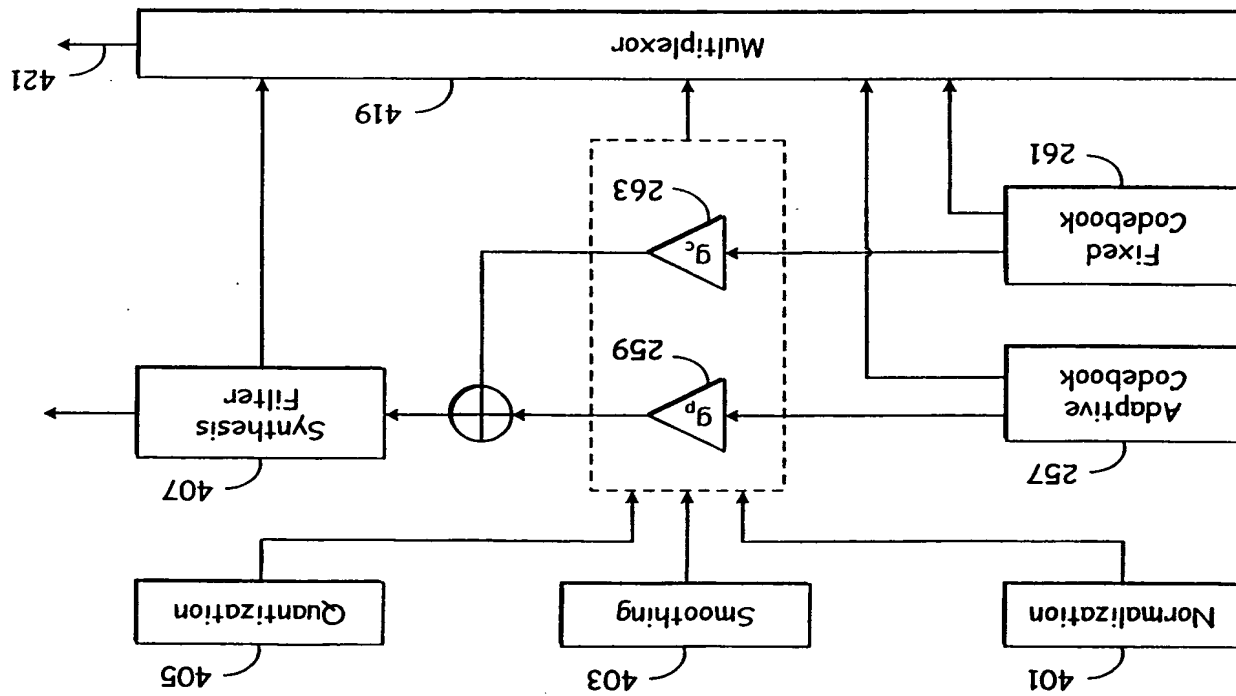 401
403
405
Normalization
Smoothing
Quantization
257
407
Adaptive
Codebook
gp
259
Synthesis
Filter
Fixed
Codebook
gc
263
261
419
421
Multiplexor